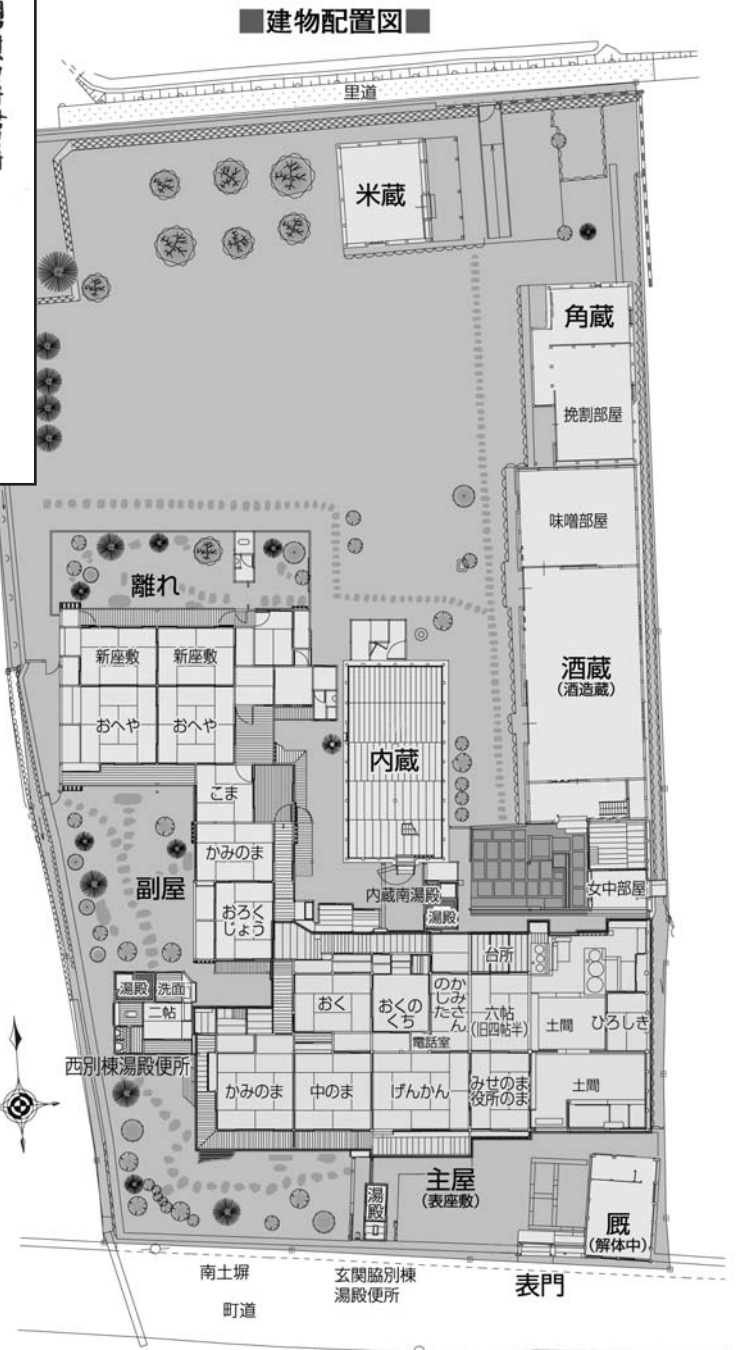 ■建物配置図■
里道
米蔵
角蔵
挽割部屋
味噌部屋
酒蔵
(酒造蔵)
離れ
新座敷
新座敷
おへや
おへや
内蔵
こま
かみのま
副屋
おろく
じょう
内蔵南湯殿
湯殿
女中部屋
台所
湯殿
洗面
二帖
西別棟湯殿便所
おく
おくの
くち
かみさん
のした
六帖
(旧四帖半)
土間
ひろしき
電話室
かみのま
中のま
げんかん
みせのま
役所のま
土間
主屋
(表座敷)
湯殿
厩
(解体中)
南土塀
玄関脇別棟
湯殿便所
表門
町道